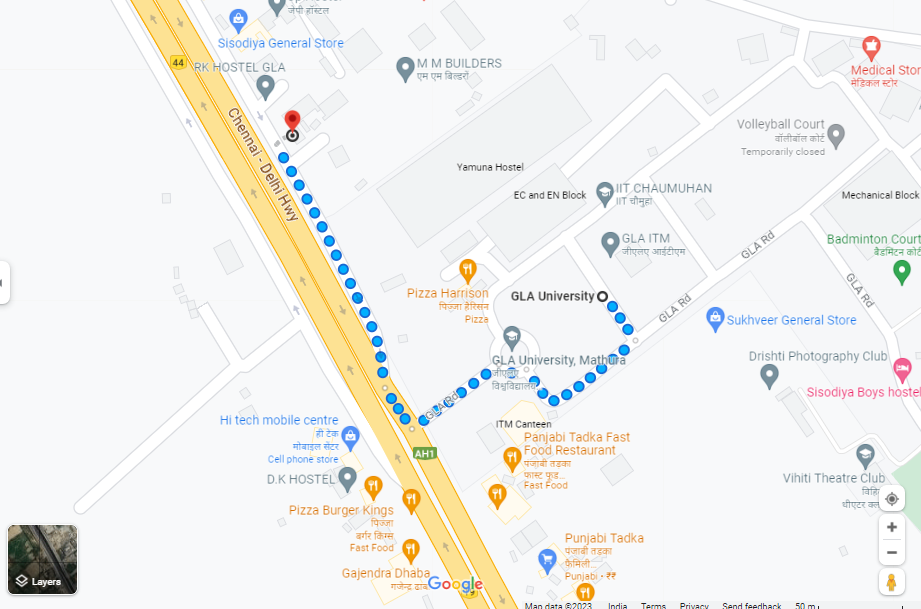 जेपी हॉस्टेल
Sisodiya General Store
44
RK HOSTEL GLA
M M BUILDERS
एम एम बिल्डरों
Medical Stor
मेडिकल स्टोर
Chennai - Delhi Hwy
Volleyball Court
वॉलीबॉल कोर्ट
Temporarily closed
Yamuna Hostel
EC and EN Block
IIT CHAUMUHAN
IIT चौमुहा
Mechanical Block
GLA ITM
जीएलए आईटीएम
GLA Rd
Badminton Court
बैडमिंटन को
Pizza Harrison
पिज्जा हैरिसन
Pizza
GLA University
GLA Rd
GLA Rd
Sukhveer General Store
GLA University, Mathura
जीएलए
विश्वविद्यालय
Drishti Photography Club
Sisodiya Boys hostel
GLA Rd
Hi tech mobile centre
ही टेक
मोबाइल सेंटर
Cell phone store
ITM Canteen
Panjabi Tadka Fast
Food Restaurant
पंजाबी तड़का
फास्ट फूड...
Fast Food
AH1
D.K HOSTEL
Vihiti Theatre Club
थीएटर क्ल
Pizza Burger Kings
पिज्जा
बर्गर किंग्स
Fast Food
Punjabi Tadka
पंजाबी तड़का
फैमिली...
Punjabi • ₹₹
Gajendra Dhaba
गजेन्द्र ढाबा
Layers
Google
Map data ©2023 India Terms Privacy Send feedback 50 m